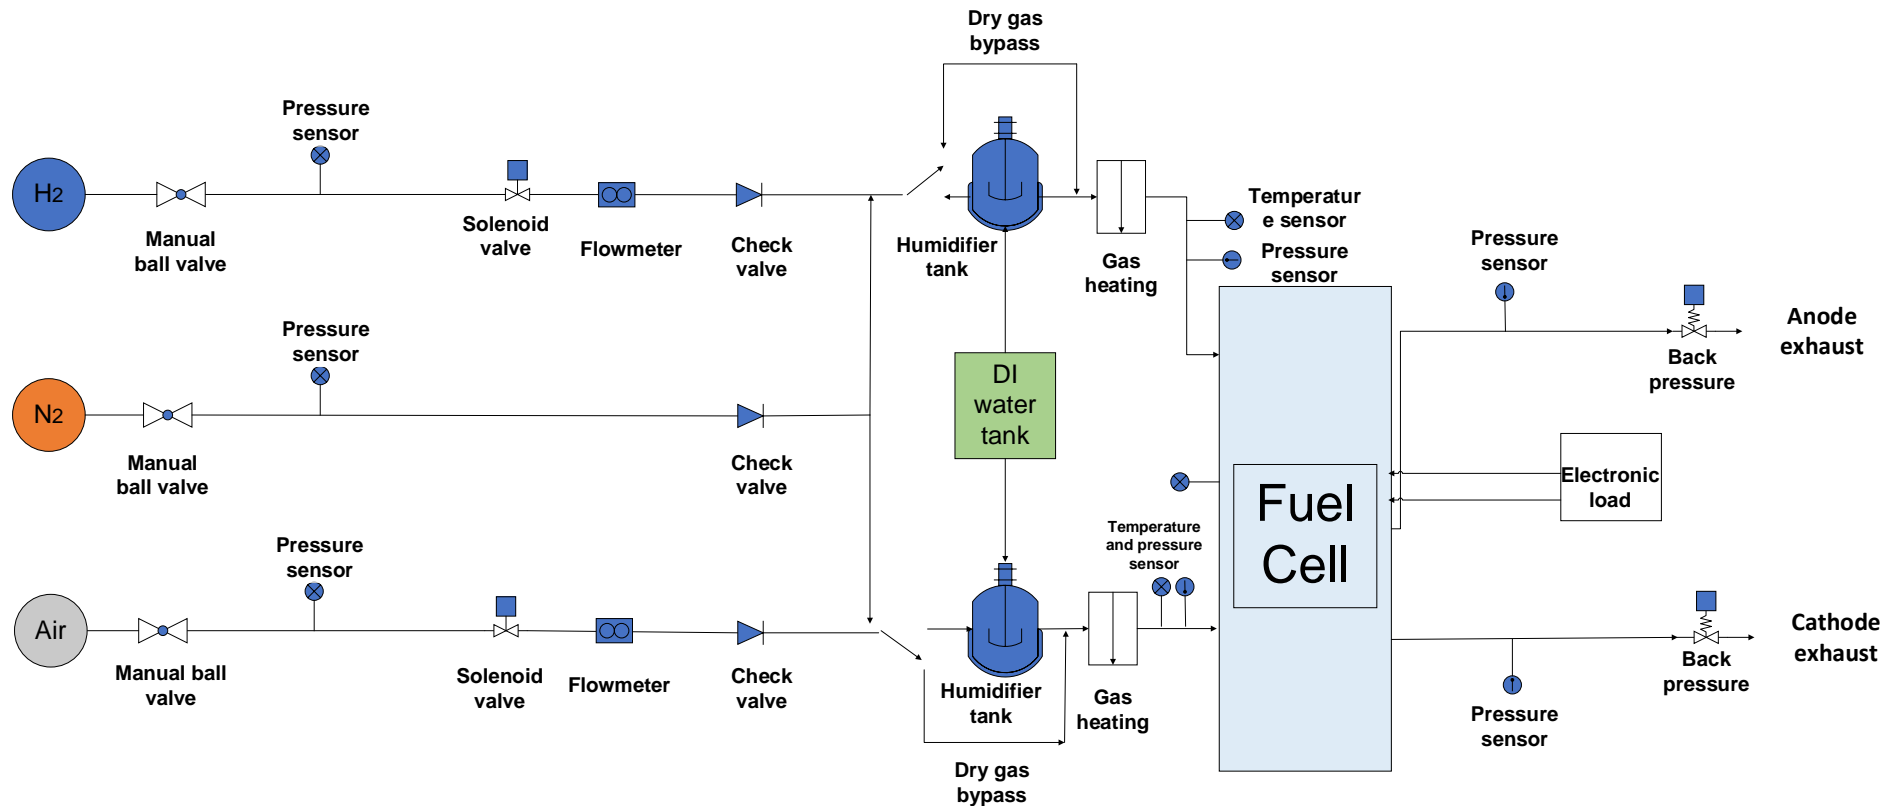 Dry gas
bypass
Pressure
sensor
H2
Manual
ball valve
Solenoid
valve
Flowmeter
Check
valve
Humidifier
tank
Gas
heating
Temperatur
e sensor
Pressure
sensor
Pressure
sensor
Back
pressure
Anode
exhaust
Pressure
sensor
N2
Manual
ball valve
Check
valve
DI
water
tank
Fuel
Cell
Electronic
load
Temperature
and pressure
sensor
Pressure
sensor
Air
Manual ball
valve
Solenoid
valve
Flowmeter
Check
valve
Humidifier
tank
Gas
heating
Dry gas
bypass
Pressure
sensor
Back
pressure
Cathode
exhaust